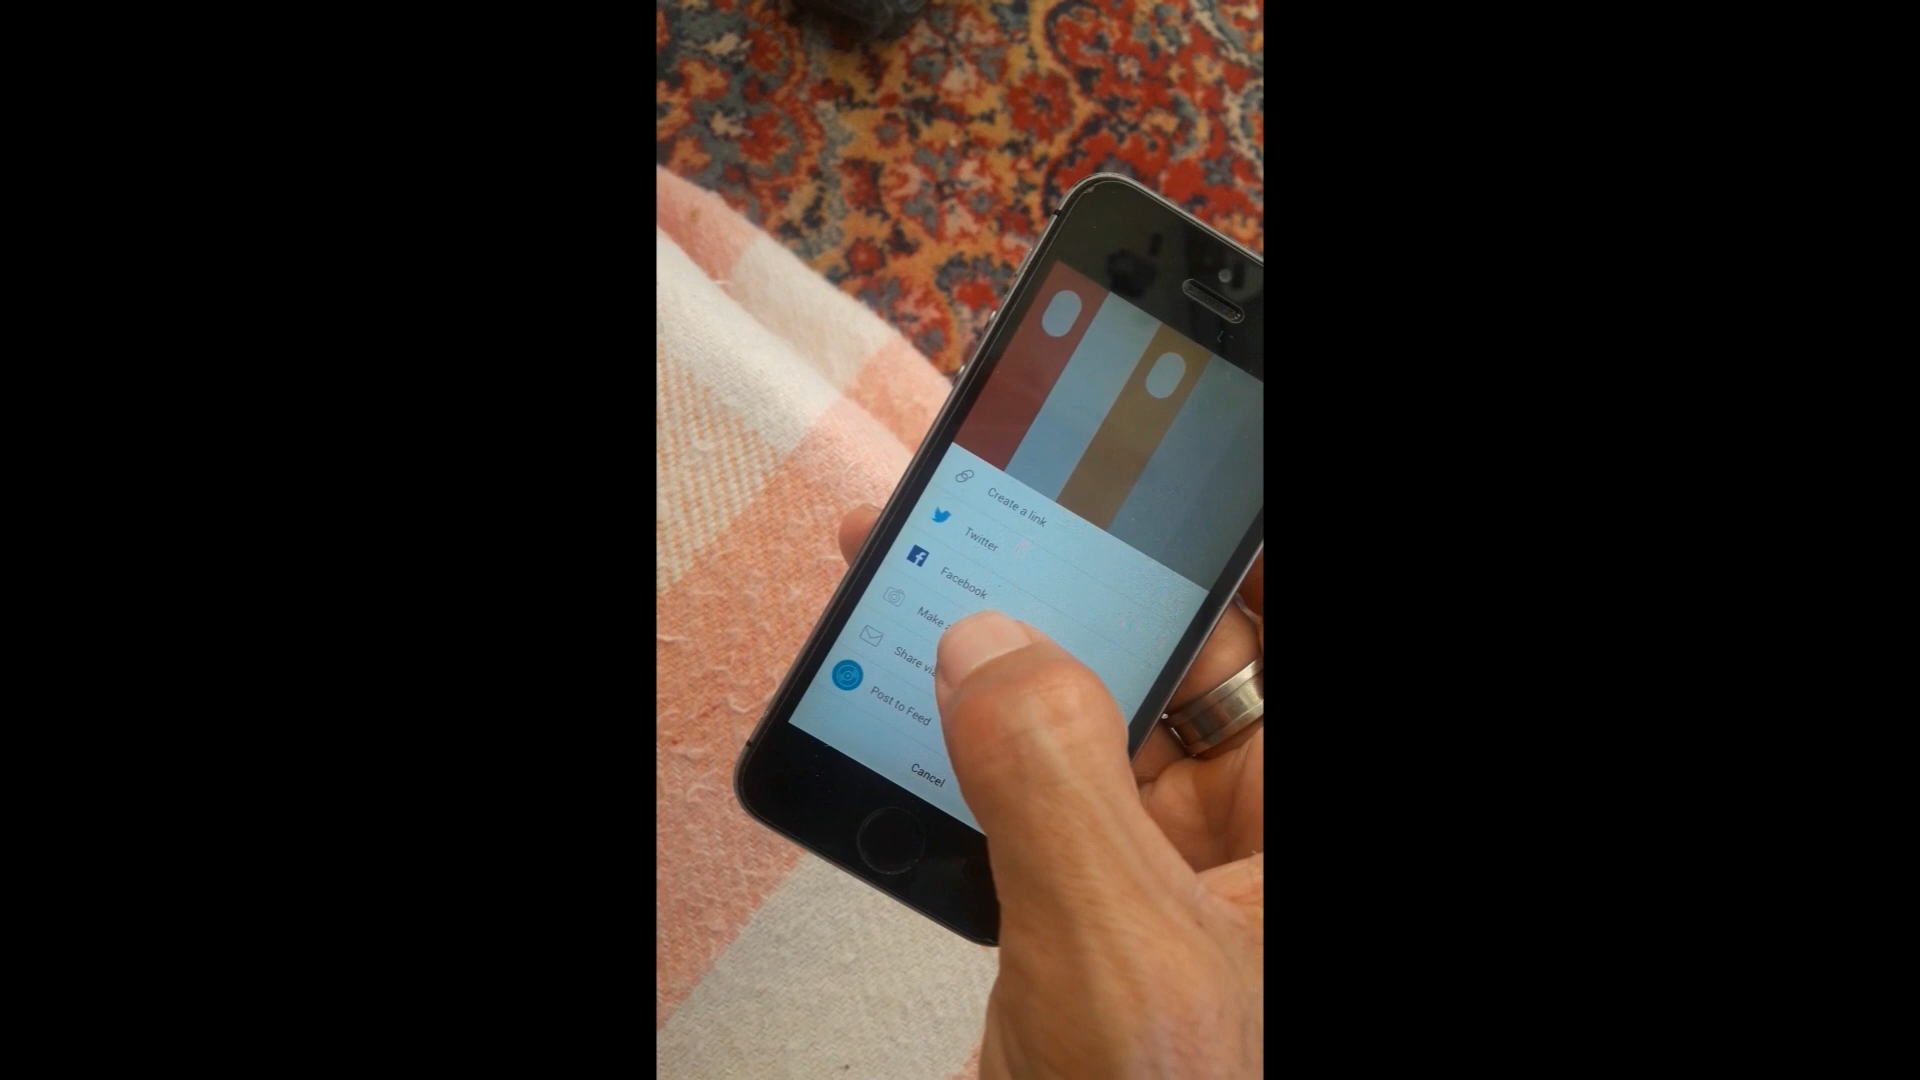 Create a link
Twitter
Facebook
Make
Share via
Post to Feed
Cancel